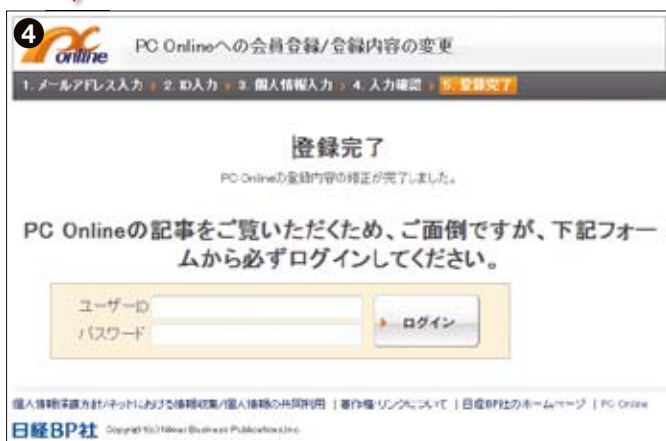 4
PC online
PC Onlineへの会員登録/登録内容の変更
1. メールアドレス入力 2. ID入力 3. 個人情報入力 4. 入力確認 5. 登録完了
登録完了
PC Onlineの登録内容の修正が完了しました。
PC Onlineの記事をご覧いただくため、ご面倒ですが、下記フォー
ムから必ずログインしてください。
ユーザーID
パスワード
ログイン
個人情報保護方針/ネットにおける情報収集/個人情報の共同利用 | 著作権・リンクについて | 日経BP社のホームページ | PC Online
日経BP社 Copyright (c) Nikkei Business Publications, Inc.